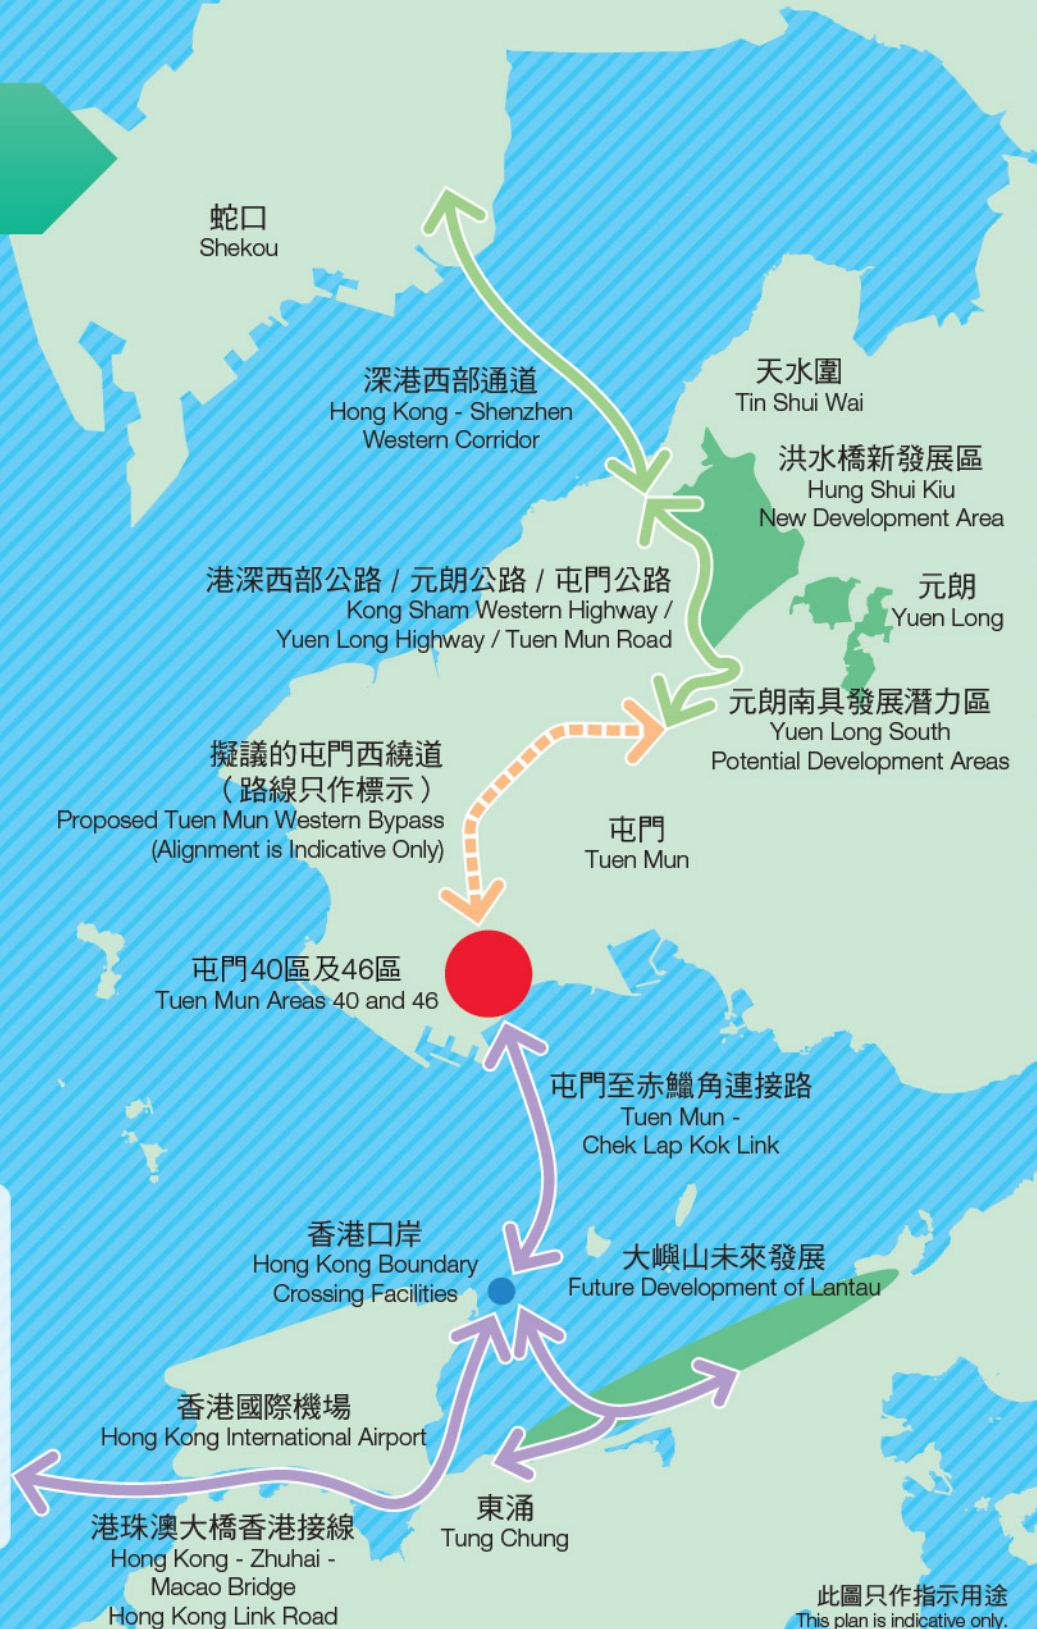 蛇口
Shekou
深港西部通道
Hong Kong - Shenzhen
Western Corridor
天水圍
Tin Shui Wai
洪水橋新發展區
Hung Shui Kiu
New Development Area
港深西部公路 / 元朗公路 / 屯門公路
Kong Sham Western Highway /
Yuen Long Highway / Tuen Mun Road
元朗
Yuen Long
元朗南具發展潛力區
Yuen Long South
Potential Development Areas
擬議的屯門西繞道
（路線只作標示）
Proposed Tuen Mun Western Bypass
(Alignment is Indicative Only)
屯門
Tuen Mun
屯門40區及46區
Tuen Mun Areas 40 and 46
屯門至赤鱲角連接路
Tuen Mun -
Chek Lap Kok Link
香港口岸
Hong Kong Boundary
Crossing Facilities
大嶼山未來發展
Future Development of Lantau
香港國際機場
Hong Kong International Airport
東涌
Tung Chung
港珠澳大橋香港接線
Hong Kong - Zhuhai -
Macao Bridge
Hong Kong Link Road
此圖只作指示用途
This plan is indicative only.